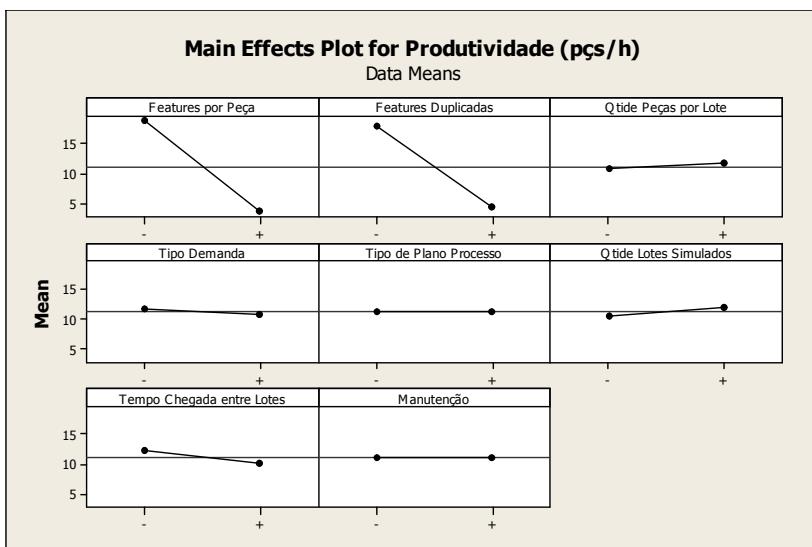 Main Effects Plot for Produtividade (pçs/h)
Data Means
Features por Peça
Features Duplicadas
Qtide Peças por Lote
15
10
5
- +
- +
- +
Tipo Demanda
Tipo de Plano Processo
Qtide Lotes Simulados
15
10
5
- +
- +
- +
Mean
Tempo Chegada entre Lotes
Manutenção
15
10
5
- +
- +